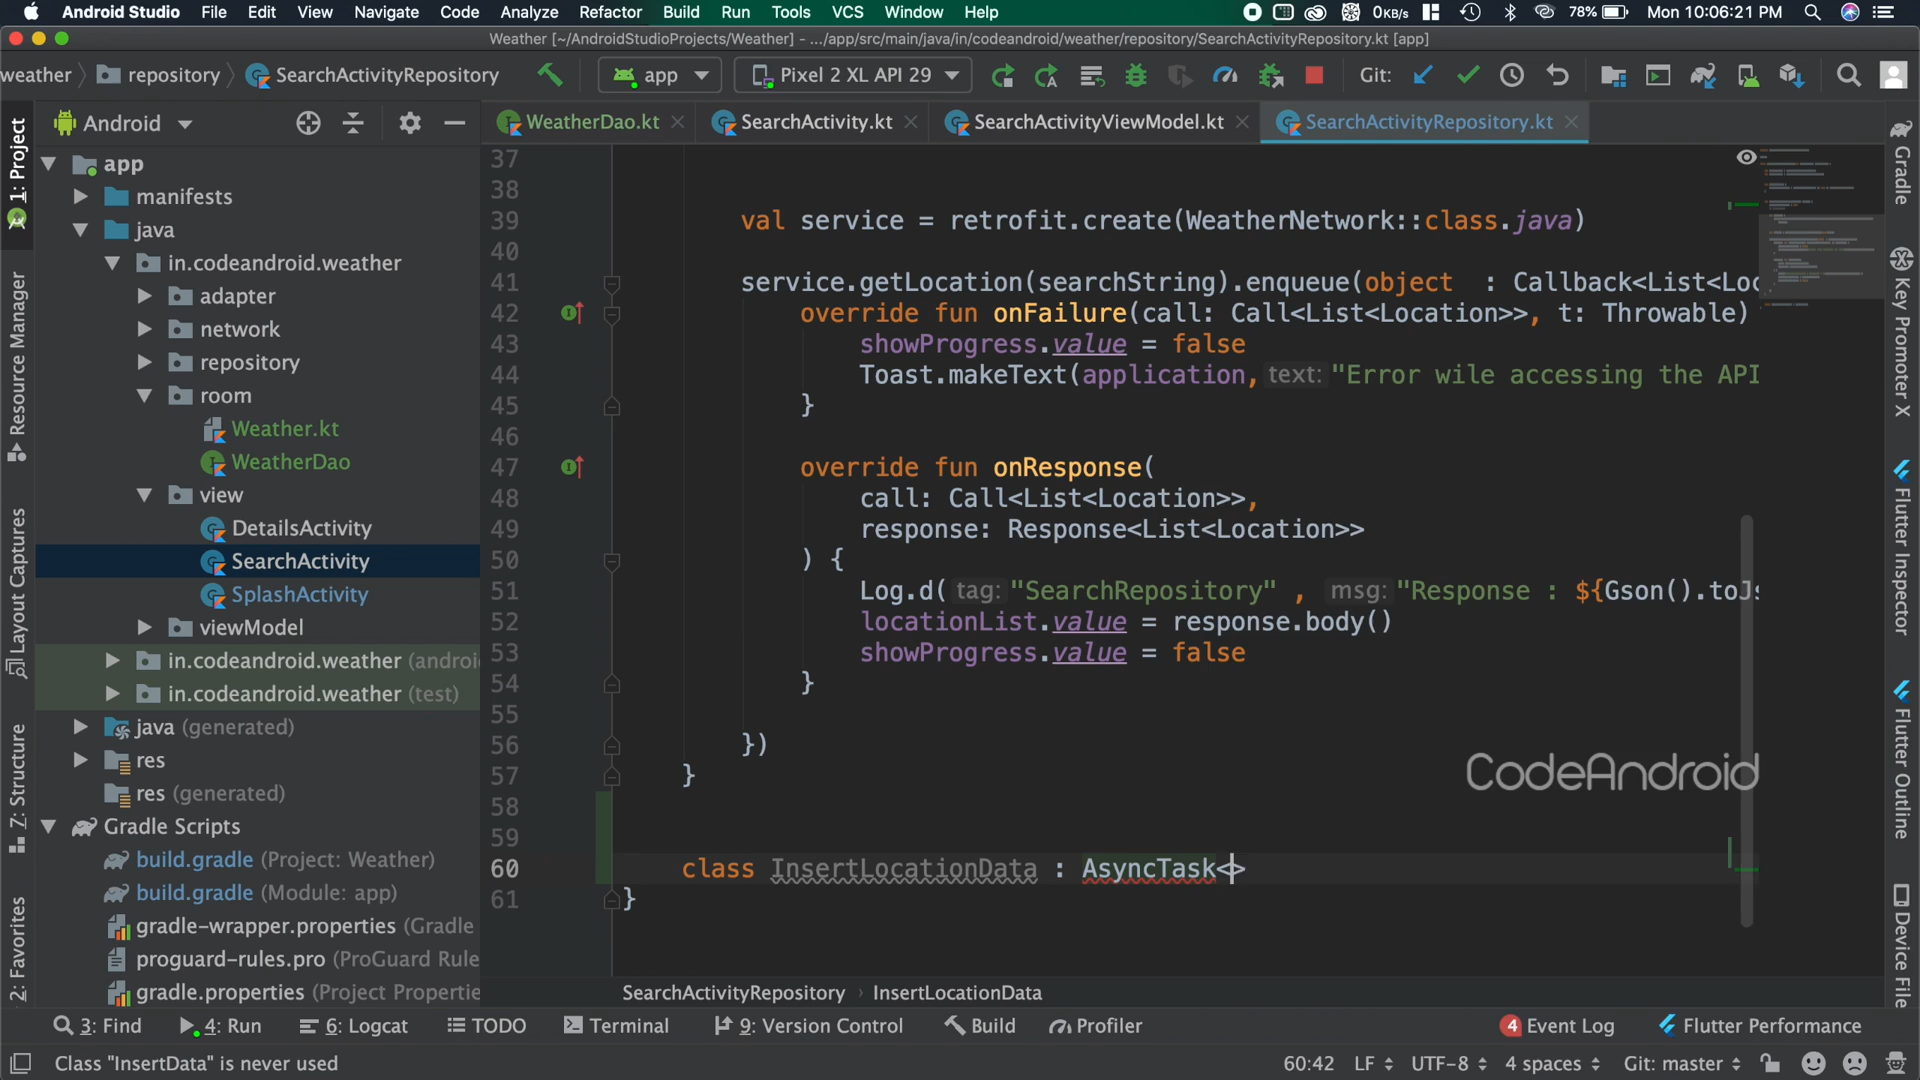 Android Studio File Edit View Navigate Code Analyze Refactor Build Run Tools VCS Window Help 0KB/s 78% Mon 10:06:21 PM
Weather [~/AndroidStudioProjects/Weather] - .../app/src/main/java/in/codeandroid/weather/repository/SearchActivityRepository.kt [app]
weather repository SearchActivityRepository app Pixel 2 XL API 29 Git:
Android WeatherDao.kt SearchActivity.kt SearchActivityViewModel.kt SearchActivityRepository.kt
1: Project
Resource Manager
Layout Captures
Z: Structure
2: Favorites
app
manifests
java
in.codeandroid.weather
adapter
network
repository
room
Weather.kt
WeatherDao
view
DetailsActivity
SearchActivity
SplashActivity
viewModel
in.codeandroid.weather (androi
in.codeandroid.weather (test)
java (generated)
res
res (generated)
Gradle Scripts
build.gradle (Project: Weather)
build.gradle (Module: app)
gradle-wrapper.properties (Gradle
proguard-rules.pro (ProGuard Rule
gradle.properties (Project Propertie
37
38
39 val service = retrofit.create(WeatherNetwork::class.java)
40
41 service.getLocation(searchString).enqueue(object : Callback<List<Loc
42 override fun onFailure(call: Call<List<Location>>, t: Throwable)
43 showProgress.value = false
44 Toast.makeText(application, text: "Error wile accessing the API
45 }
46
47 override fun onResponse(
48 call: Call<List<Location>>,
49 response: Response<List<Location>>
50 ) {
51 Log.d( tag: "SearchRepository" , msg: "Response : ${Gson().toJs
52 locationList.value = response.body()
53 showProgress.value = false
54 }
55
56 })
57 }
58
59
60 class InsertLocationData : AsyncTask<>
61 }
CodeAndroid
Gradle
Key Promoter X
Flutter Inspector
Flutter Outline
Device File
SearchActivityRepository › InsertLocationData
3: Find 4: Run 6: Logcat TODO Terminal 9: Version Control Build Profiler 4 Event Log Flutter Performance
Class "InsertData" is never used 60:42 LF UTF-8 4 spaces Git: master